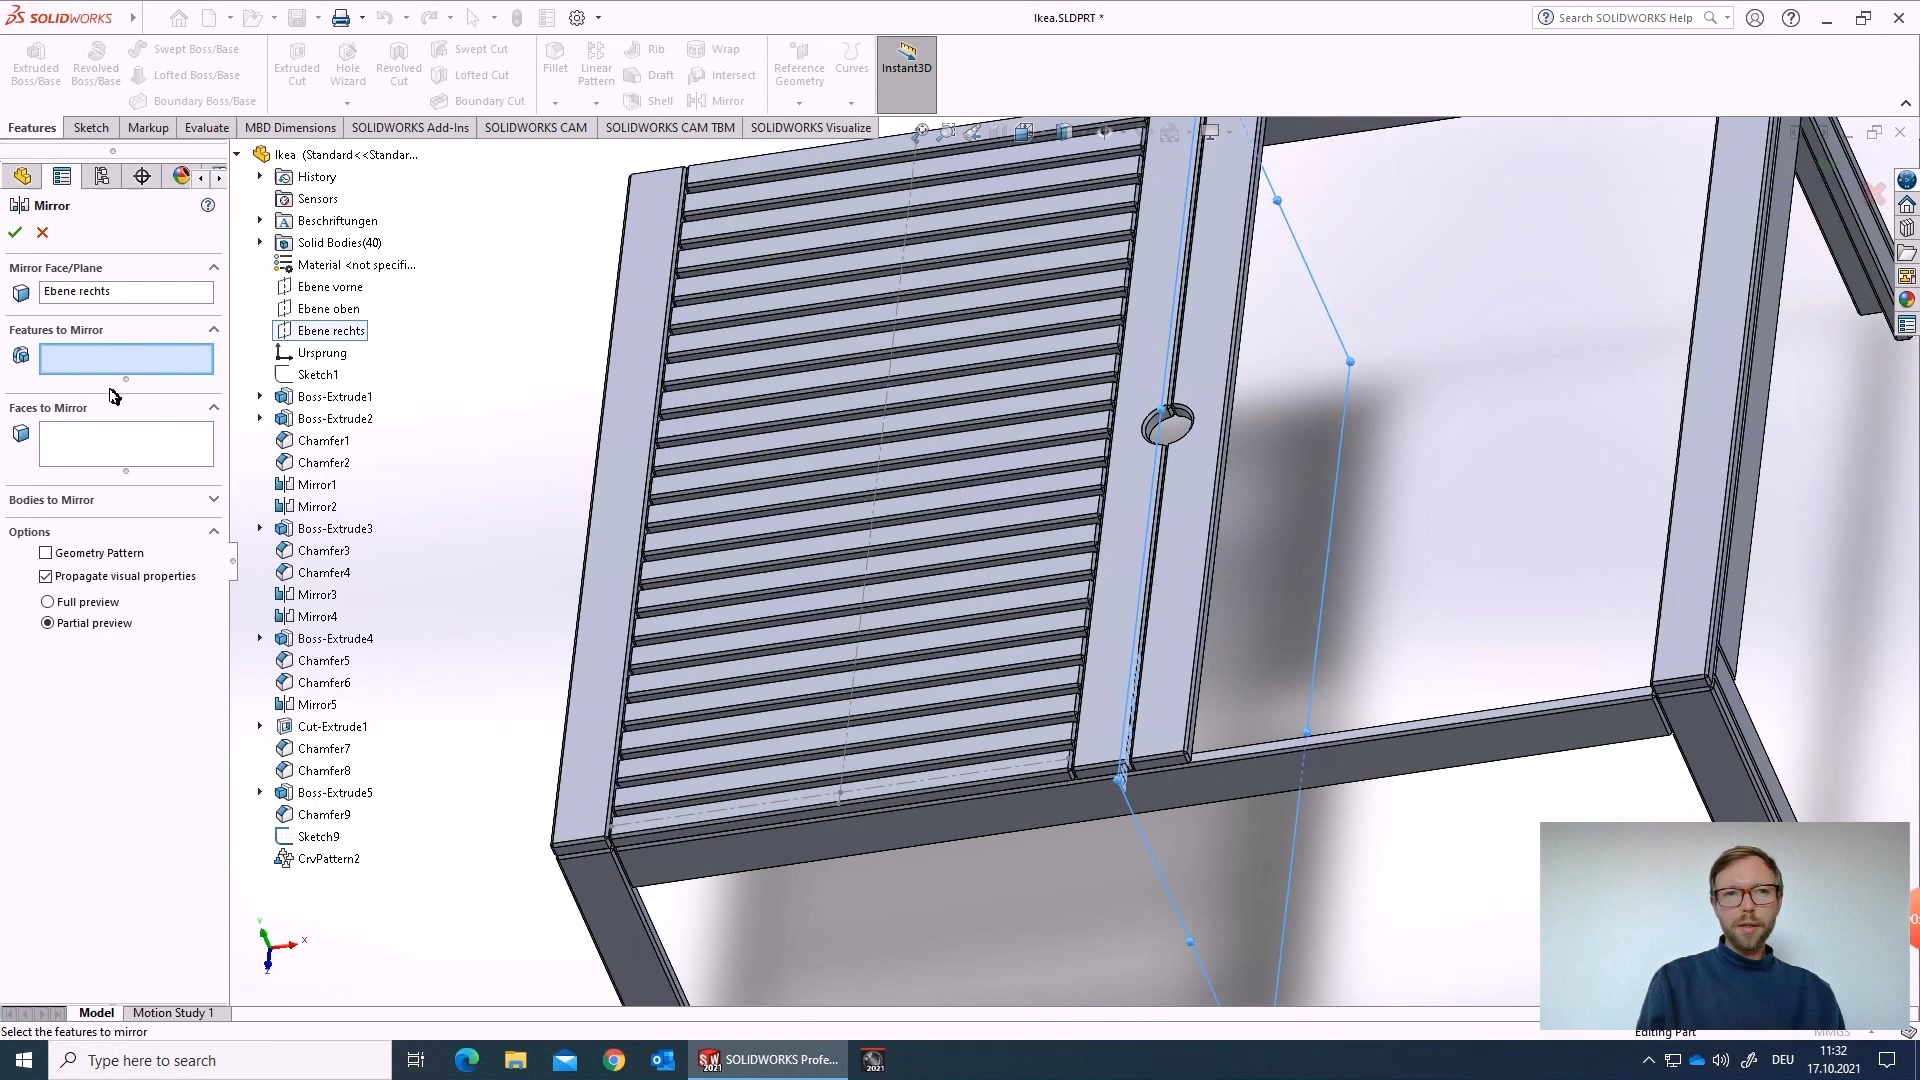 SOLIDWORKS
Ikea.SLDPRT *
Search SOLIDWORKS Help
Extruded Boss/Base
Revolved Boss/Base
Swept Boss/Base
Lofted Boss/Base
Boundary Boss/Base
Extruded Cut
Hole Wizard
Revolved Cut
Swept Cut
Lofted Cut
Boundary Cut
Fillet
Linear Pattern
Rib
Draft
Shell
Wrap
Intersect
Mirror
Reference Geometry
Curves
Instant3D
Features
Sketch
Markup
Evaluate
MBD Dimensions
SOLIDWORKS Add-Ins
SOLIDWORKS CAM
SOLIDWORKS CAM TBM
SOLIDWORKS Visualize
Mirror
Mirror Face/Plane
Ebene rechts
Features to Mirror
Faces to Mirror
Bodies to Mirror
Options
Geometry Pattern
Propagate visual properties
Full preview
Partial preview
Ikea (Standard<<Standar...
History
Sensors
Beschriftungen
Solid Bodies(40)
Material <not specifi...
Ebene vorne
Ebene oben
Ebene rechts
Ursprung
Sketch1
Boss-Extrude1
Boss-Extrude2
Chamfer1
Chamfer2
Mirror1
Mirror2
Boss-Extrude3
Chamfer3
Chamfer4
Mirror3
Mirror4
Boss-Extrude4
Chamfer5
Chamfer6
Mirror5
Cut-Extrude1
Chamfer7
Chamfer8
Boss-Extrude5
Chamfer9
Sketch9
CrvPattern2
Y
X
Z
Model
Motion Study 1
Select the features to mirror
Editing Part
MMGS
Type here to search
SW 2021
SOLIDWORKS Profe...
2021
DEU
11:32
17.10.2021